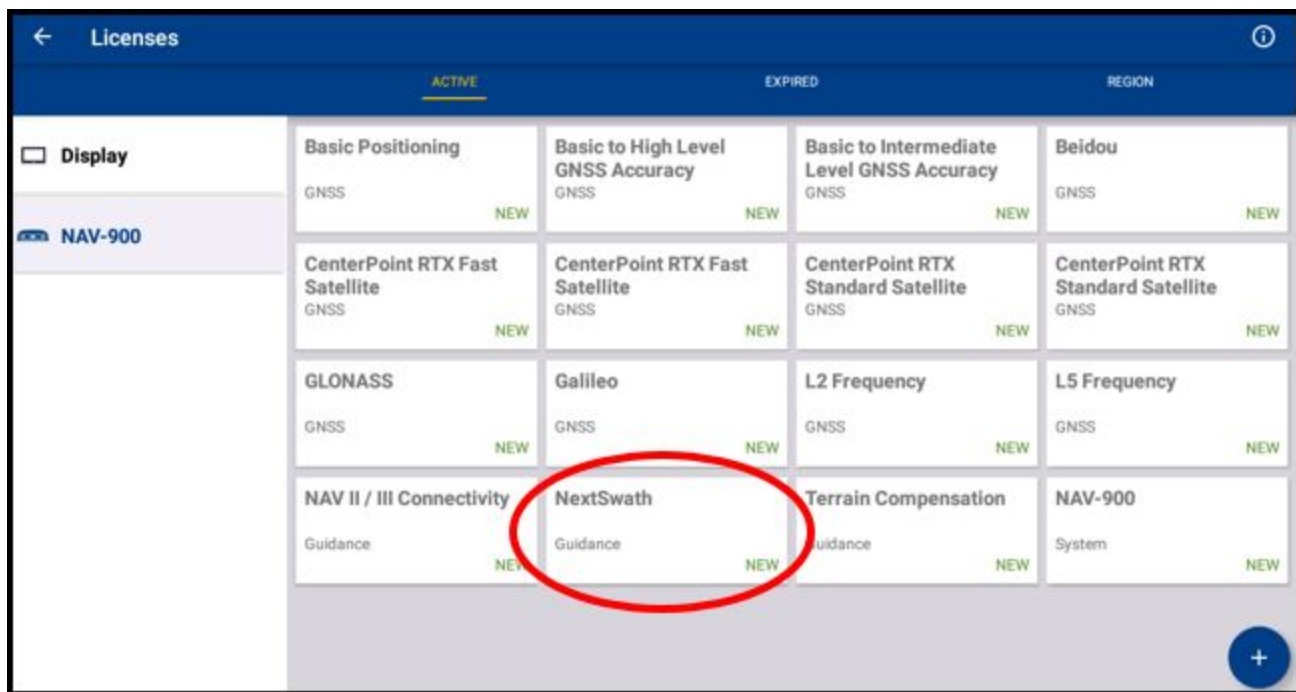 Licenses
ACTIVE
EXPIRED
REGION
Display
NAV-900
Basic Positioning
GNSS
NEW
Basic to High Level
GNSS Accuracy
GNSS
NEW
Basic to Intermediate
Level GNSS Accuracy
GNSS
NEW
Beidou
GNSS
NEW
CenterPoint RTX Fast
Satellite
GNSS
NEW
CenterPoint RTX Fast
Satellite
GNSS
NEW
CenterPoint RTX
Standard Satellite
GNSS
NEW
CenterPoint RTX
Standard Satellite
GNSS
NEW
GLONASS
GNSS
NEW
Galileo
GNSS
NEW
L2 Frequency
GNSS
NEW
L5 Frequency
GNSS
NEW
NAV II / III Connectivity
Guidance
NEW
NextSwath
Guidance
NEW
Terrain Compensation
Guidance
NEW
NAV-900
System
NEW